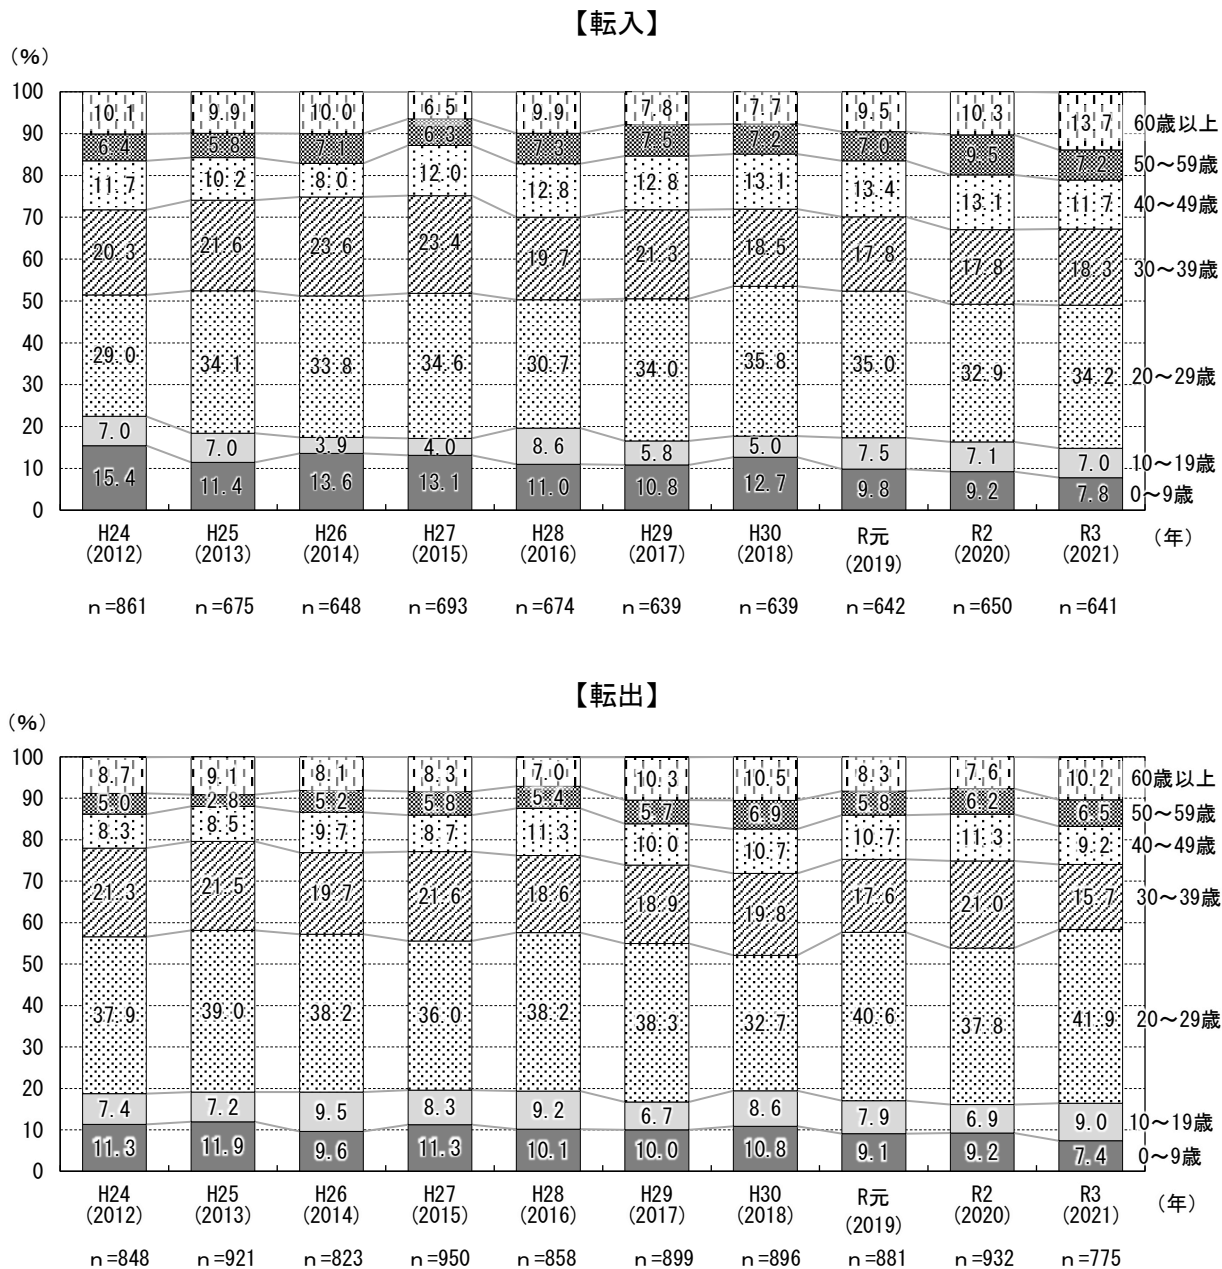 【転入】
(%)
100
10.1 9.9 10.0 6.5 9.9 7.8 7.7 9.5 10.3 13.7 60歳以上
90
6.4 5.8 7.1 6.3 7.3 7.5 7.2 7.0 9.5 7.2 50～59歳
80
11.7 10.2 8.0 12.0 12.8 12.8 13.1 13.4 13.1 11.7 40～49歳
70
20.3 21.6 23.6 23.4 19.7 21.3 18.5 17.8 17.8 18.3 30～39歳
60
50
40
29.0 34.1 33.8 34.6 30.7 34.0 35.8 35.0 32.9 34.2 20～29歳
30
20
7.0 7.0 3.9 4.0 8.6 5.8 5.0 7.5 7.1 7.0 10～19歳
10
15.4 11.4 13.6 13.1 11.0 10.8 12.7 9.8 9.2 7.8 0～9歳
0
H24 H25 H26 H27 H28 H29 H30 R元 R2 R3 (年)
(2012) (2013) (2014) (2015) (2016) (2017) (2018) (2019) (2020) (2021)
ｎ=861 ｎ=675 ｎ=648 ｎ=693 ｎ=674 ｎ=639 ｎ=639 ｎ=642 ｎ=650 ｎ=641
【転出】
(%)
100
8.7 9.1 8.1 8.3 7.0 10.3 10.5 8.3 7.6 10.2 60歳以上
90
5.0 2.8 5.2 5.8 5.4 5.7 6.9 5.8 6.2 6.5 50～59歳
80
8.3 8.5 9.7 8.7 11.3 10.0 10.7 10.7 11.3 9.2 40～49歳
70
21.3 21.5 19.7 21.6 18.6 18.9 19.8 17.6 21.0 15.7 30～39歳
60
50
40
37.9 39.0 38.2 36.0 38.2 38.3 32.7 40.6 37.8 41.9 20～29歳
30
20
7.4 7.2 9.5 8.3 9.2 6.7 8.6 7.9 6.9 9.0 10～19歳
10
11.3 11.9 9.6 11.3 10.1 10.0 10.8 9.1 9.2 7.4 0～9歳
0
H24 H25 H26 H27 H28 H29 H30 R元 R2 R3 (年)
(2012) (2013) (2014) (2015) (2016) (2017) (2018) (2019) (2020) (2021)
ｎ=848 ｎ=921 ｎ=823 ｎ=950 ｎ=858 ｎ=899 ｎ=896 ｎ=881 ｎ=932 ｎ=775